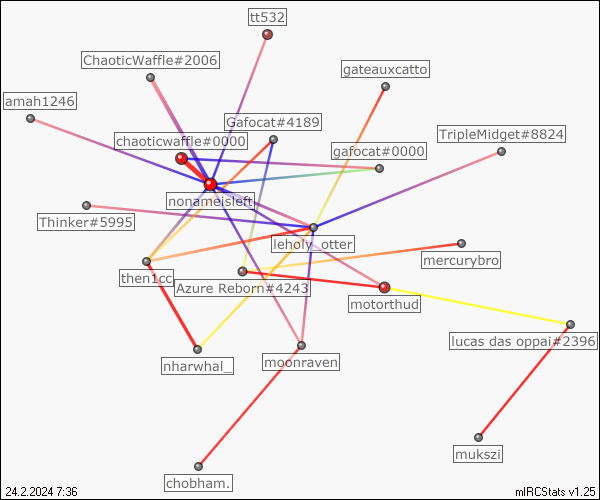 tt532
ChaoticWaffle#2006
gateauxcatto
amah1246
Gafocat#4189
TripleMidget#8824
chaoticwaffle#0000
gafocat#0000
nonameisleft_
Thinker#5995
leholy_otter
mercurybro
then1cc
Azure Reborn#4243
motorthud
lucas das oppai#2396
nharwhal_
moonraven
mukszi
chobham.
24.2.2024 7:36
mIRCStats v1.25